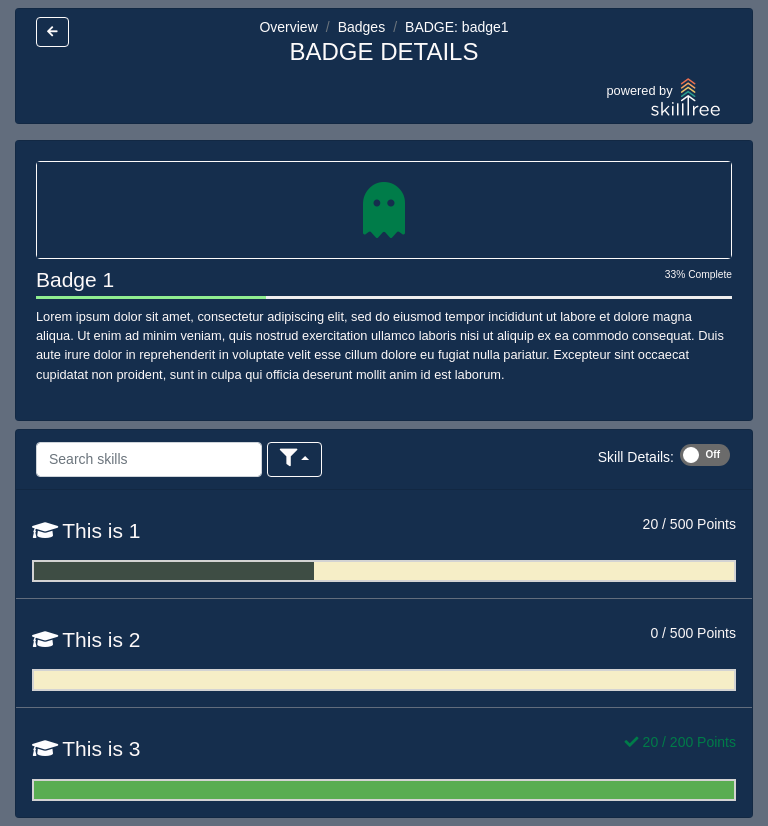 Overview / Badges / BADGE: badge1
BADGE DETAILS
powered by
skilltree
Badge 1
33% Complete
Lorem ipsum dolor sit amet, consectetur adipiscing elit, sed do eiusmod tempor incididunt ut labore et dolore magna
aliqua. Ut enim ad minim veniam, quis nostrud exercitation ullamco laboris nisi ut aliquip ex ea commodo consequat. Duis
aute irure dolor in reprehenderit in voluptate velit esse cillum dolore eu fugiat nulla pariatur. Excepteur sint occaecat
cupidatat non proident, sunt in culpa qui officia deserunt mollit anim id est laborum.
Search skills
Skill Details: Off
This is 1
20 / 500 Points
This is 2
0 / 500 Points
This is 3
20 / 200 Points